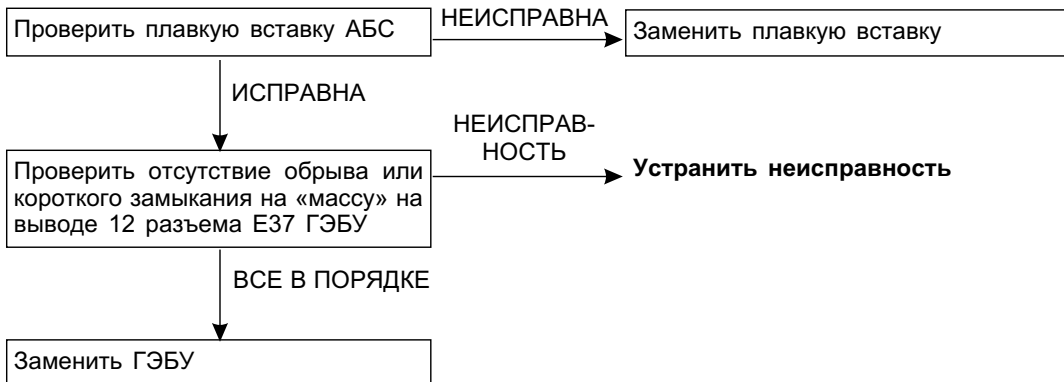 Проверить плавкую вставку АБС
НЕИСПРАВНА
Заменить плавкую вставку
ИСПРАВНА
НЕИСПРАВ-
НОСТЬ
Проверить отсутствие обрыва или
короткого замыкания на «массу» на
выводе 12 разъема Е37 ГЭБУ
Устранить неисправность
ВСЕ В ПОРЯДКЕ
Заменить ГЭБУ